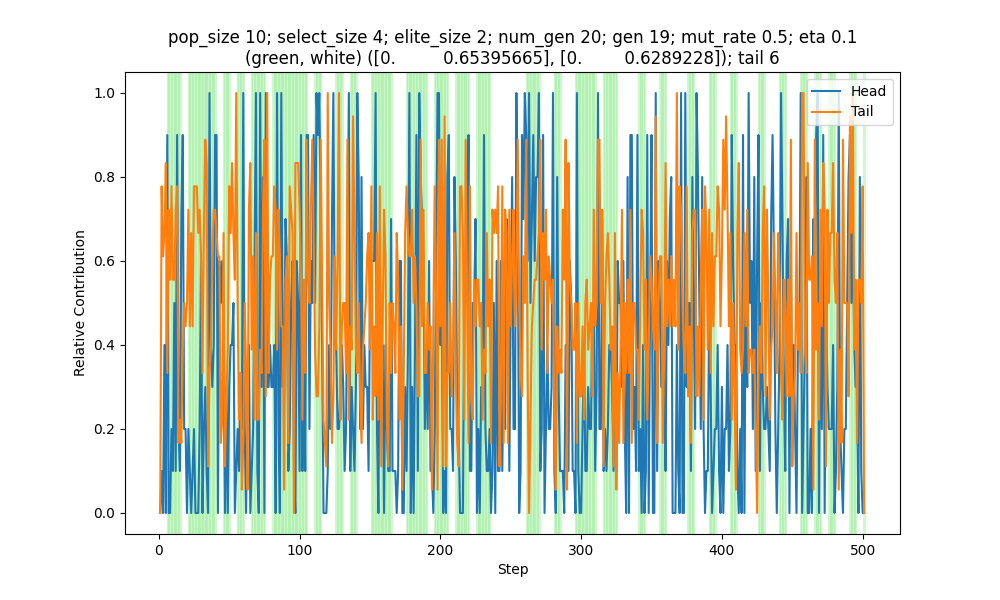 pop_size 10; select_size 4; elite_size 2; num_gen 20; gen 19; mut_rate 0.5; eta 0.1
(green, white) ([0. 0.65395665], [0. 0.6289228]); tail 6
Head
Tail
Relative Contribution
1.0
0.8
0.6
0.4
0.2
0.0
0 100 200 300 400 500
Step